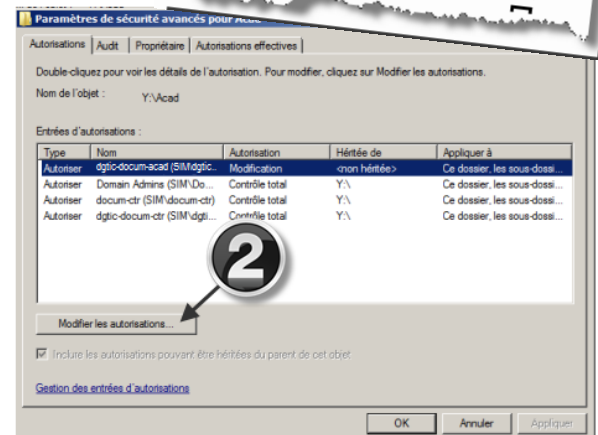 Paramètres de sécurité avancés pour Acad
Autorisations Audit Propriétaire Autorisations effectives
Double-cliquez pour voir les détails de l'autorisation. Pour modifier, cliquez sur Modifier les autorisations.
Nom de l'objet : Y:\Acad
Entrées d'autorisations :
Type Nom Autorisation Héritée de Appliquer à
Autoriser dgtic-docum-acad (SIM\dgtic... Modification <non héritée> Ce dossier, les sous-dossi...
Autoriser Domain Admins (SIM\Do... Contrôle total Y:\ Ce dossier, les sous-dossi...
Autoriser docum-ctr (SIM\docum-ctr) Contrôle total Y:\ Ce dossier, les sous-dossi...
Autoriser dgtic-docum-ctr (SIM\dgti... Contrôle total Y:\ Ce dossier, les sous-dossi...
2
Modifier les autorisations...
Inclure les autorisations pouvant être héritées du parent de cet objet
Gestion des entrées d'autorisations
OK Annuler Appliquer